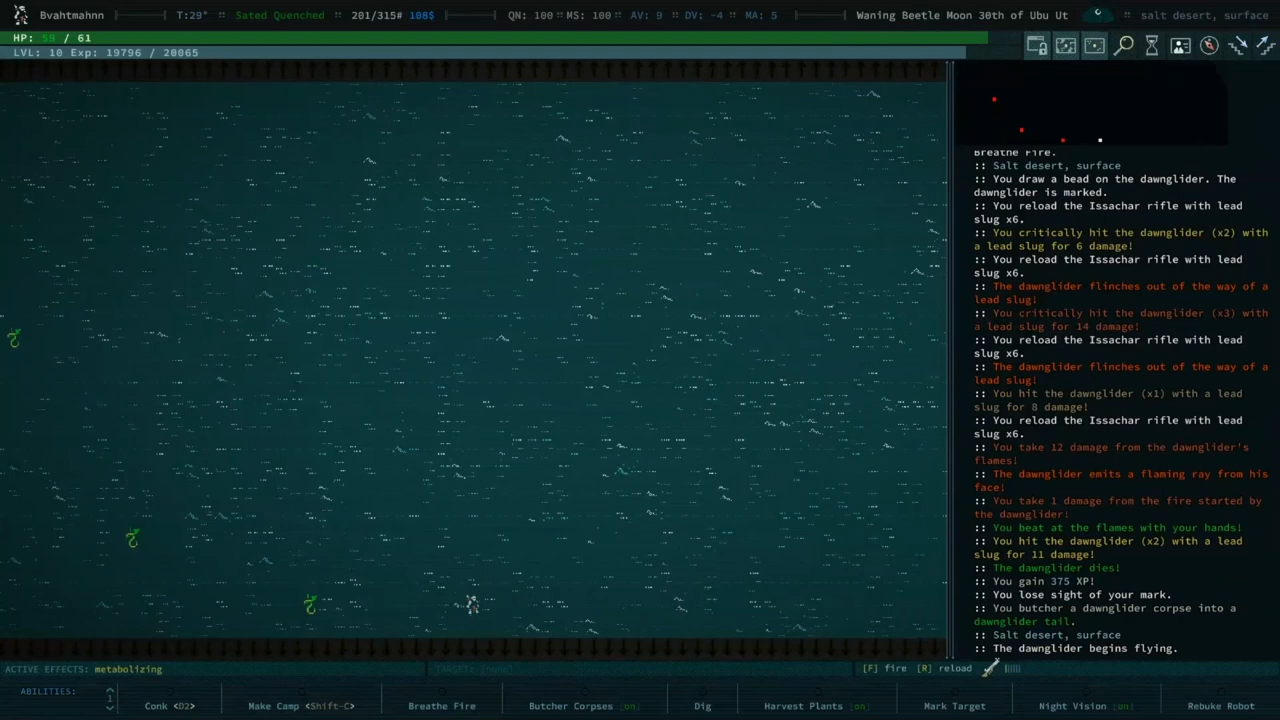 Bvahtmahnn T:29° :: Sated Quenched :: 201/315# 108$ QN: 100 :: MS: 100 :: AV: 9 :: DV: -4 :: MA: 5 Waning Beetle Moon 30th of Ubu Ut :: salt desert, surface
HP: 59 / 61
LVL: 10 Exp: 19796 / 20065
Breathe Fire.
:: Salt desert, surface
:: You draw a bead on the dawnglider. The
dawnglider is marked.
:: You reload the Issachar rifle with lead
slug x6.
:: You critically hit the dawnglider (x2) with
a lead slug for 6 damage!
:: You reload the Issachar rifle with lead
slug x6.
:: The dawnglider flinches out of the way of a
lead slug!
:: You critically hit the dawnglider (x3) with
a lead slug for 14 damage!
:: You reload the Issachar rifle with lead
slug x6.
:: The dawnglider flinches out of the way of a
lead slug!
:: You hit the dawnglider (x1) with a lead
slug for 8 damage!
:: You reload the Issachar rifle with lead
slug x6.
:: You take 12 damage from the dawnglider's
flames!
:: The dawnglider emits a flaming ray from his
face!
:: You take 1 damage from the fire started by
the dawnglider!
:: You beat at the flames with your hands!
:: You hit the dawnglider (x2) with a lead
slug for 11 damage!
:: The dawnglider dies!
:: You gain 375 XP!
:: You lose sight of your mark.
:: You butcher a dawnglider corpse into a
dawnglider tail.
:: Salt desert, surface
:: The dawnglider begins flying.
ACTIVE EFFECTS: metabolizing TARGET: [none] [F] fire [R] reload
ABILITIES: 1 Conk <D2> Make Camp <Shift-C> Breathe Fire Butcher Corpses [on] Dig Harvest Plants [on] Mark Target Night Vision [on] Rebuke Robot